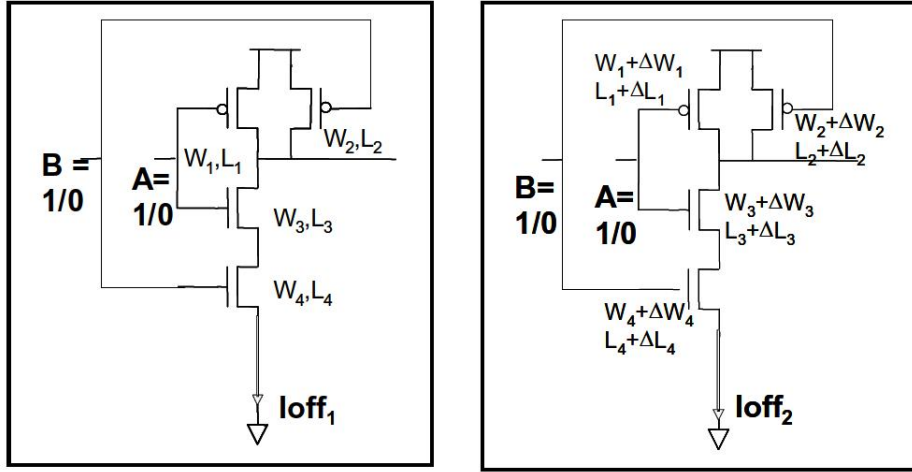 B =
1/0
A=
1/0
W₁,L₁
W₂,L₂
W₃,L₃
W₄,L₄
Ioff₁
W₁+ΔW₁
L₁+ΔL₁
W₂+ΔW₂
L₂+ΔL₂
B=
1/0
A=
1/0
W₃+ΔW₃
L₃+ΔL₃
W₄+ΔW₄
L₄+ΔL₄
Ioff₂